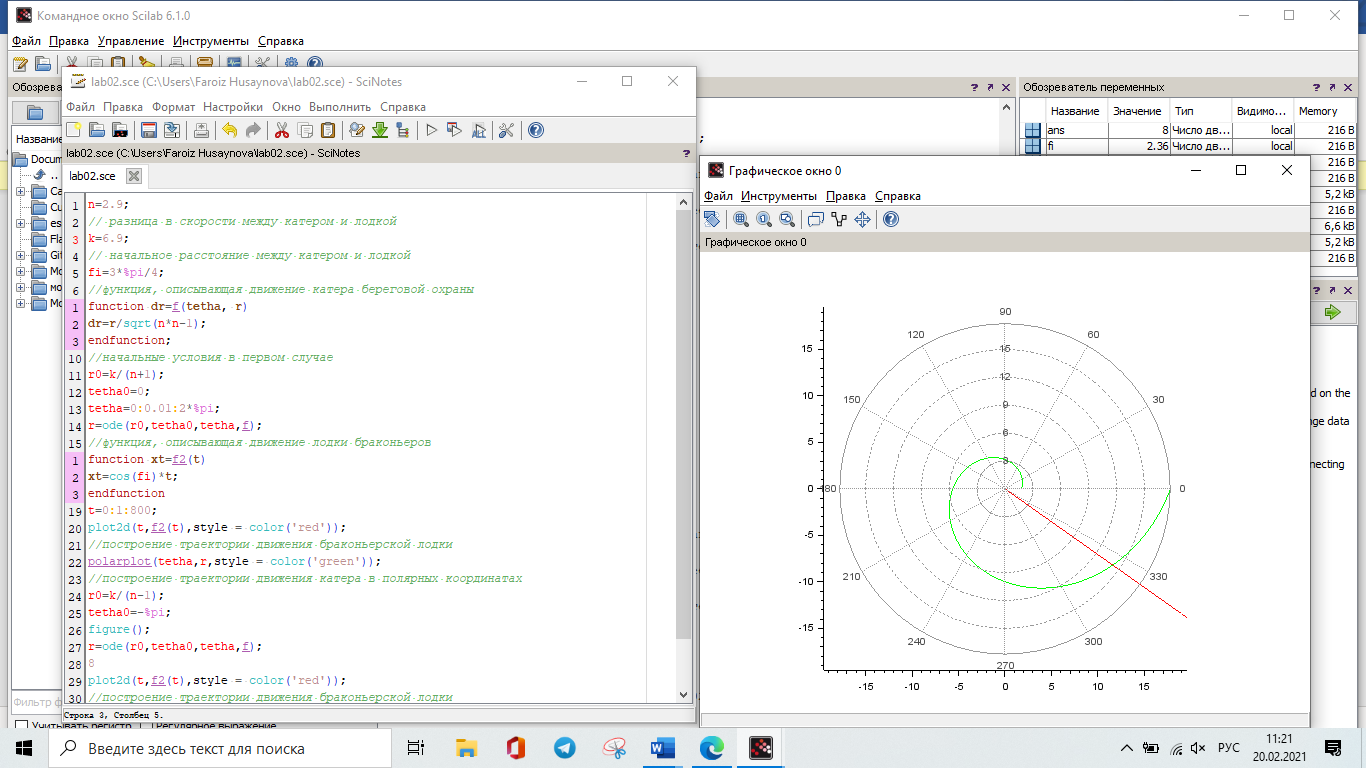 Командное окно Scilab 6.1.0
Файл Правка Управление Инструменты Справка
lab02.sce (C:\Users\Faroiz Husaynova\lab02.sce) - SciNotes
Файл Правка Формат Настройки Окно Выполнить Справка
lab02.sce (C:\Users\Faroiz Husaynova\lab02.sce) - SciNotes ?
lab02.sce
1 n=2.9;
2 // разница в скорости между катером и лодкой
3 k=6.9;
4 // начальное расстояние между катером и лодкой
5 fi=3*%pi/4;
6 //функция, описывающая движение катера береговой охраны
1 function dr=f(tetha, r)
2 dr=r/sqrt(n*n-1);
3 endfunction;
10 //начальные условия в первом случае
11 r0=k/(n+1);
12 tetha0=0;
13 tetha=0:0.01:2*%pi;
14 r=ode(r0,tetha0,tetha,f);
15 //функция, описывающая движение лодки браконьеров
1 function xt=f2(t)
2 xt=cos(fi)*t;
3 endfunction
19 t=0:1:800;
20 plot2d(t,f2(t),style = color('red'));
21 //построение траектории движения браконьерской лодки
22 polarplot(tetha,r,style = color('green'));
23 //построение траектории движения катера в полярных координатах
24 r0=k/(n-1);
25 tetha0=-%pi;
26 figure();
27 r=ode(r0,tetha0,tetha,f);
28 8
29 plot2d(t,f2(t),style = color('red'));
30 //построение траектории движения браконьерской лодки
Строка 3, Столбец 5.
Обозрева
Название
Docum
..
Ca
Cu
es
Fla
Git
Mo
мо
Mo
Фильтр ф
Учитывать регистр Регулярное выражение
? ↗ ×
;
Обозреватель переменных ? ↗ ×
Название Значение Тип Видимо... Memory
ans 8 Число дв... local 216 B
fi 2.36 Число дв... local 216 B
216 B
216 B
5,2 kB
216 B
6,6 kB
5,2 kB
216 B
? ↗ ×
d on the
nge data
nnecting
Графическое окно 0
Файл Инструменты Правка Справка
Графическое окно 0
90
120 60
150 30
180 0
210 330
240 300
270
15
12
9
6
3
15
10
5
0
-5
-10
-15
-15 -10 -5 0 5 10 15
Введите здесь текст для поиска
РУС
11:21
20.02.2021